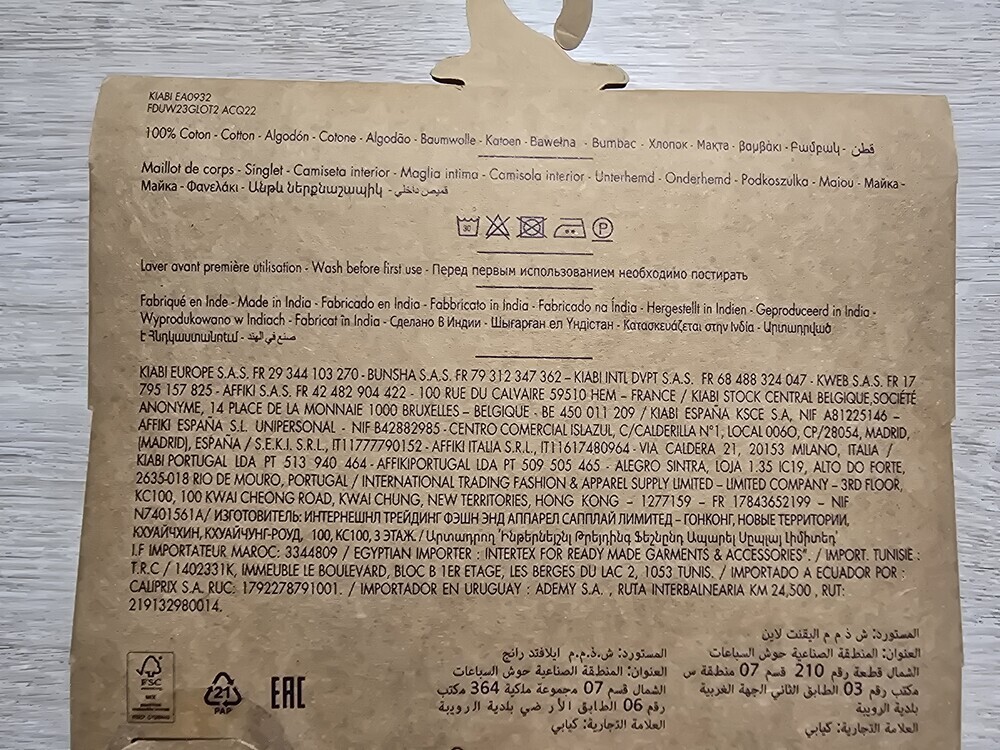 KIABI EA0932
FDUW23GLOT2 ACQ22
100% Coton - Cotton - Algodón - Cotone - Algodão - Baumwolle - Katoen - Bawełna - Bumbac - Хлопок - Мақта - βαμβάκι - Բամբակ - قطن
Maillot de corps - Singlet - Camiseta interior - Maglia intima - Camisola interior - Unterhemd - Onderhemd - Podkoszulka - Maiou - Майка -
Майка - Φανελάκι - Անթև ներքնաշապիկ - قميص داخلي
30 P
Laver avant première utilisation - Wash before first use - Перед первым использованием необходимо постирать
Fabriqué en Inde - Made in India - Fabricado en India - Fabbricato in India - Fabricado na Índia - Hergestellt in Indien - Geproduceerd in India -
Wyprodukowano w Indiach - Fabricat în India - Сделано В Индии - Шығарған ел Үндістан - Κατασκευάζεται στην Ινδία - Արտադրված
է Հնդկաստանում - صنع في الهند
KIABI EUROPE S.A.S. FR 29 344 103 270 - BUNSHA S.A.S. FR 79 312 347 362 – KIABI INTL DVPT S.A.S. FR 68 488 324 047 - KWEB S.A.S. FR 17
795 157 825 - AFFIKI S.A.S. FR 42 482 904 422 - 100 RUE DU CALVAIRE 59510 HEM – FRANCE / KIABI STOCK CENTRAL BELGIQUE,SOCIÉTÉ
ANONYME, 14 PLACE DE LA MONNAIE 1000 BRUXELLES – BELGIQUE - BE 450 011 209 / KIABI ESPAÑA KSCE S.A, NIF A81225146 –
AFFIKI ESPAÑA S.L. UNIPERSONAL - NIF B42882985 - CENTRO COMERCIAL ISLAZUL, C/CALDERILLA N°1, LOCAL 006O, CP/28054, MADRID,
(MADRID), ESPAÑA / S.E.K.I. S.R.L, IT11777790152 - AFFIKI ITALIA S.R.L., IT11617480964 - VIA CALDERA 21, 20153 MILANO, ITALIA /
KIABI PORTUGAL LDA PT 513 940 464 - AFFIKIPORTUGAL LDA PT 509 505 465 - ALEGRO SINTRA, LOJA 1.35 IC19, ALTO DO FORTE,
2635-018 RIO DE MOURO, PORTUGAL / INTERNATIONAL TRADING FASHION & APPAREL SUPPLY LIMITED – LIMITED COMPANY – 3RD FLOOR,
KC100, 100 KWAI CHEONG ROAD, KWAI CHUNG, NEW TERRITORIES, HONG KONG – 1277159 – FR 17843652199 – NIF
N7401561A/ ИЗГОТОВИТЕЛЬ: ИНТЕРНЕШНЛ ТРЕЙДИНГ ФЭШН ЭНД АППАРЕЛ САППЛАЙ ЛИМИТЕД – ГОНКОНГ, НОВЫЕ ТЕРРИТОРИИ,
КХУАЙЧХИН,КХУАЙЧУНГ-РОУД, 100, KC100, 3 ЭТАЖ. / Արտադրող 'Ինթերնեյշնլ Թրեյդինգ Ֆեշնընդ Ապարել Սըպլայ Լիմիտեդ'
I.F IMPORTATEUR MAROC: 3344809 / EGYPTIAN IMPORTER : INTERTEX FOR READY MADE GARMENTS & ACCESSORIES". / IMPORT. TUNISIE :
T.R.C / 1402331K, IMMEUBLE LE BOULEVARD, BLOC B 1ER ETAGE, LES BERGES DU LAC 2, 1053 TUNIS. / IMPORTADO A ECUADOR POR :
CALIPRIX S.A. RUC: 1792278791001. / IMPORTADOR EN URUGUAY : ADEMY S.A. , RUTA INTERBALNEARIA KM 24,500 , RUT:
219132980014.
المستورد: ش ذ م م اليقنت لاين
العنوان: المنطقة الصناعية حوش الساعات
الشمال قطعة رقم 210 قسم 07 منطقة س
مكتب رقم 03 الطابق الثاني الجهة الغربية
بلدية الرويبة
العلامة التجارية: كيابي
المستورد: ش.ذ.م.م ايلافتد رانج
العنوان: المنطقة الصناعية حوش الساعات
الشمال قسم 07 مجموعة ملكية 364 مكتب
رقم 06 الطابق الأرضي بلدية الرويبة
العلامة التجارية: كيابي
FSC
MIX
21
PAP
EAC